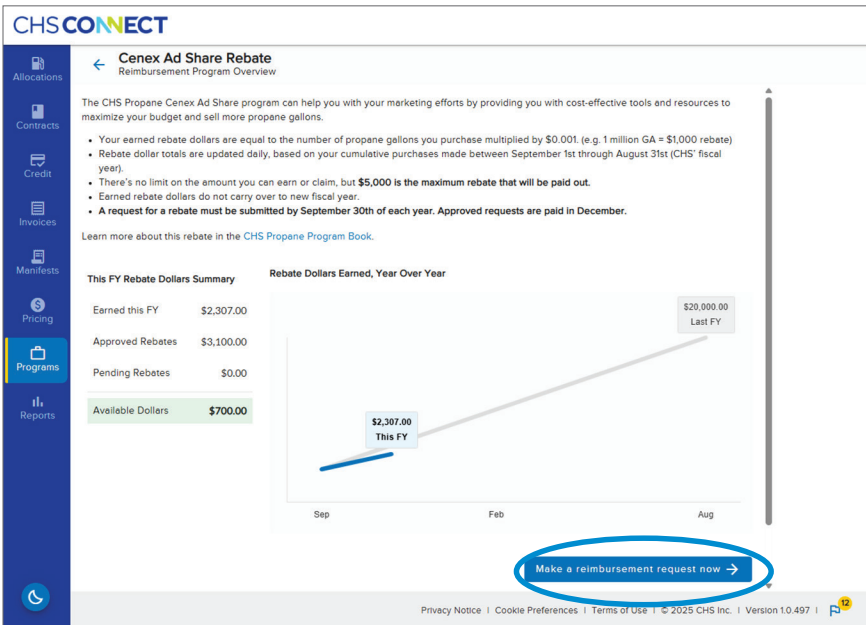 CHS CONNECT
Allocations
Contracts
Credit
Invoices
Manifests
Pricing
Programs
Reports
Cenex Ad Share Rebate
Reimbursement Program Overview
The CHS Propane Cenex Ad Share program can help you with your marketing efforts by providing you with cost-effective tools and resources to
maximize your budget and sell more propane gallons.
• Your earned rebate dollars are equal to the number of propane gallons you purchase multiplied by $0.001. (e.g. 1 million GA = $1,000 rebate)
• Rebate dollar totals are updated daily, based on your cumulative purchases made between September 1st through August 31st (CHS' fiscal
year).
• There's no limit on the amount you can earn or claim, but $5,000 is the maximum rebate that will be paid out.
• Earned rebate dollars do not carry over to new fiscal year.
• A request for a rebate must be submitted by September 30th of each year. Approved requests are paid in December.
Learn more about this rebate in the CHS Propane Program Book.
This FY Rebate Dollars Summary
Earned this FY $2,307.00
Approved Rebates $3,100.00
Pending Rebates $0.00
Available Dollars $700.00
Rebate Dollars Earned, Year Over Year
$20,000.00
Last FY
$2,307.00
This FY
Sep Feb Aug
Make a reimbursement request now →
Privacy Notice | Cookie Preferences | Terms of Use | © 2025 CHS Inc. | Version 1.0.497 | 12